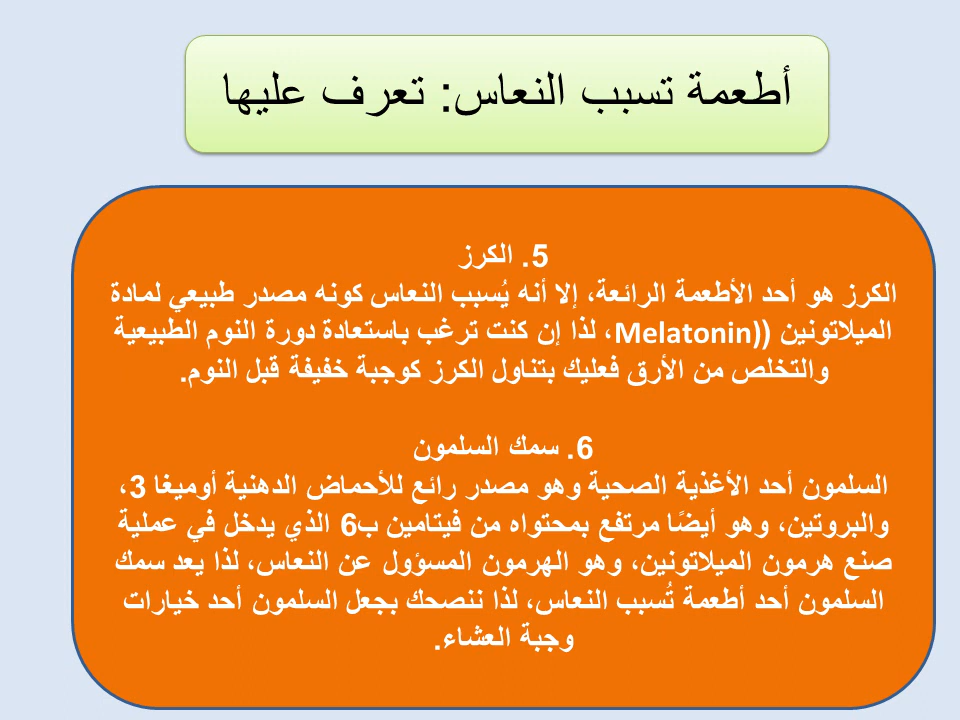 أطعمة تسبب النعاس: تعرف عليها
5. الكرز
الكرز هو أحد الأطعمة الرائعة، إلا أنه يُسبب النعاس كونه مصدر طبيعي لمادة
الميلاتونين ((Melatonin، لذا إن كنت ترغب باستعادة دورة النوم الطبيعية
والتخلص من الأرق فعليك بتناول الكرز كوجبة خفيفة قبل النوم.
6. سمك السلمون
السلمون أحد الأغذية الصحية وهو مصدر رائع للأحماض الدهنية أوميغا 3،
والبروتين، وهو أيضًا مرتفع بمحتواه من فيتامين ب6 الذي يدخل في عملية
صنع هرمون الميلاتونين، وهو الهرمون المسؤول عن النعاس، لذا يعد سمك
السلمون أحد أطعمة تُسبب النعاس، لذا ننصحك بجعل السلمون أحد خيارات
وجبة العشاء.